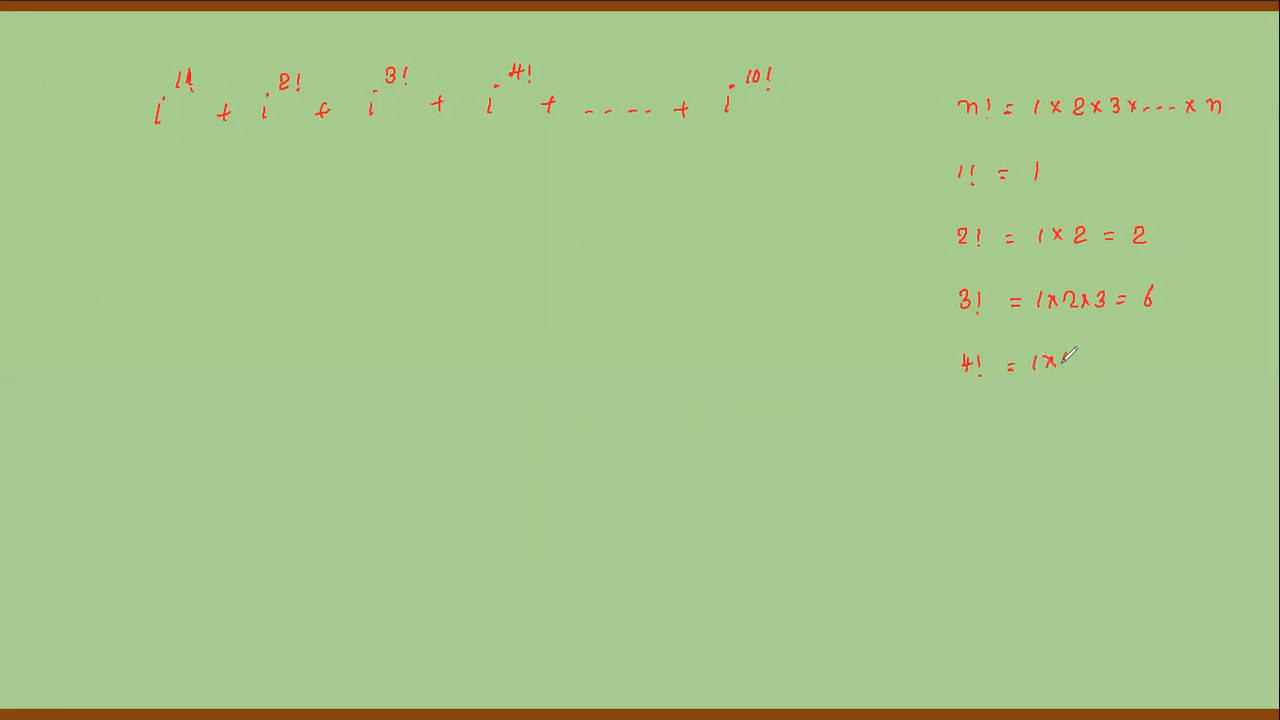 i^1! + i^2! + i^3! + i^4! + ---- + i^10!
n! = 1 × 2 × 3 × --- × n
1! = 1
2! = 1 × 2 = 2
3! = 1×2×3 = 6
4! = 1×